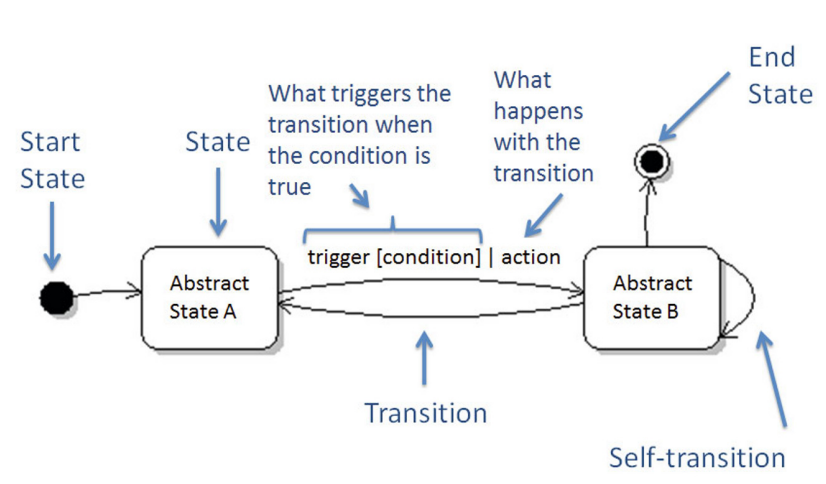 End
State
What
happens
with the
transition
What triggers the
transition when
the condition is
true
Start
State
State
trigger [condition] | action
Abstract
State A
Abstract
State B
Transition
Self-transition